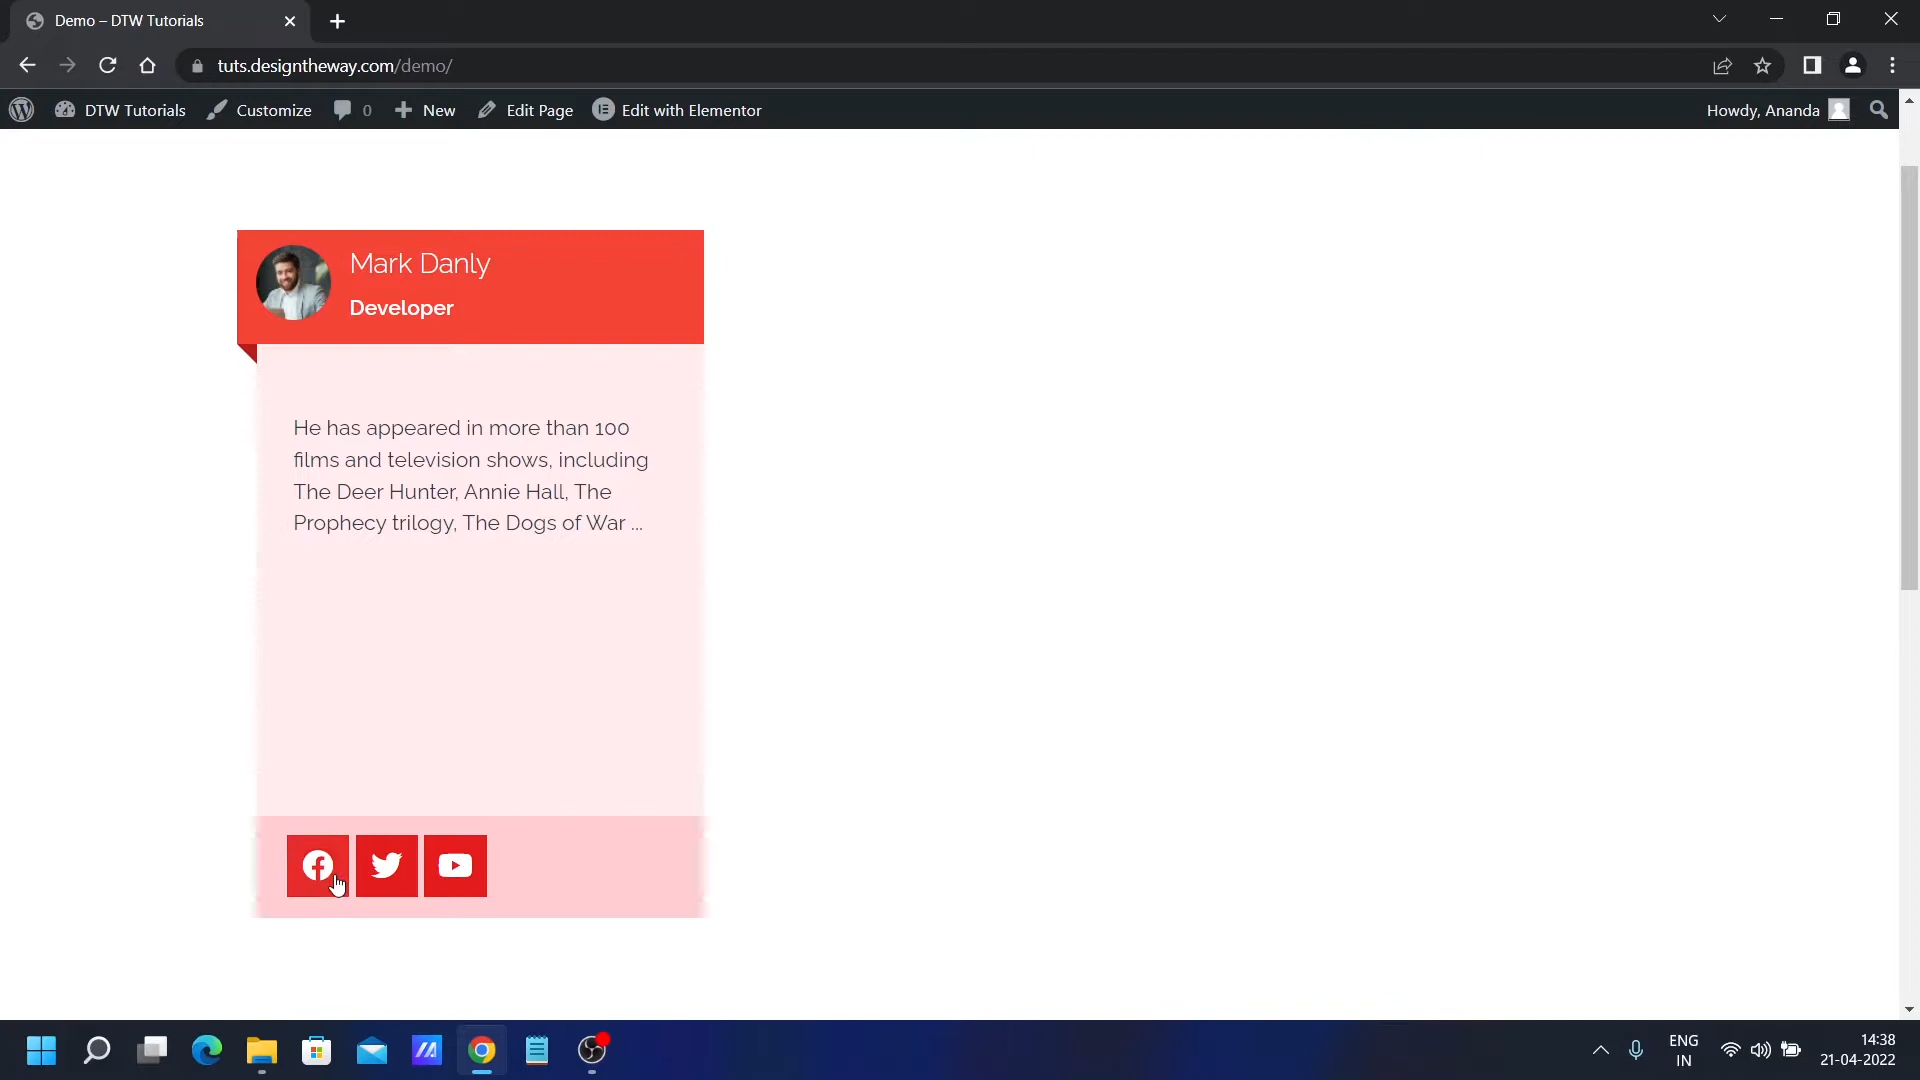 Demo – DTW Tutorials
tuts.designtheway.com/demo/
DTW Tutorials Customize 0 New Edit Page Edit with Elementor Howdy, Ananda
Mark Danly
Developer
He has appeared in more than 100
films and television shows, including
The Deer Hunter, Annie Hall, The
Prophecy trilogy, The Dogs of War ...
ENG
IN
14:38
21-04-2022